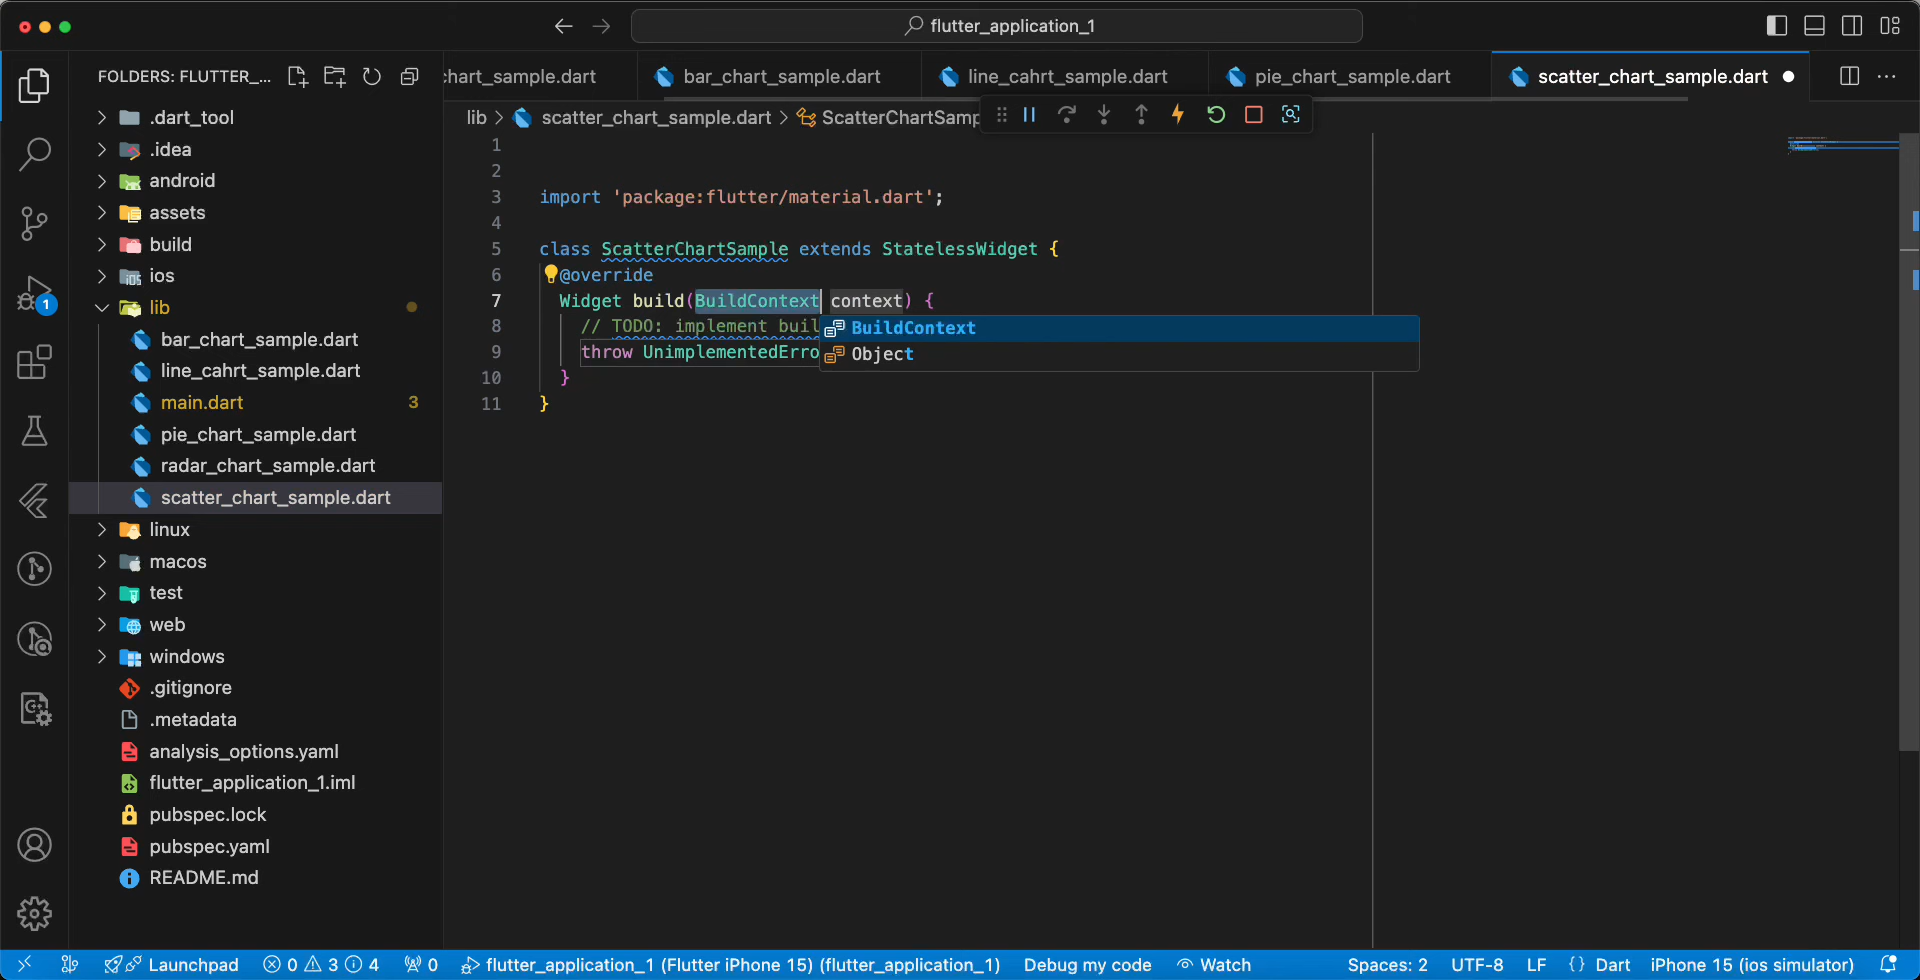 flutter_application_1
FOLDERS: FLUTTER_...
chart_sample.dart
bar_chart_sample.dart
line_cahrt_sample.dart
pie_chart_sample.dart
scatter_chart_sample.dart
lib > scatter_chart_sample.dart > ScatterChartSamp
.dart_tool
.idea
android
assets
build
ios
lib
bar_chart_sample.dart
line_cahrt_sample.dart
main.dart 3
pie_chart_sample.dart
radar_chart_sample.dart
scatter_chart_sample.dart
linux
macos
test
web
windows
.gitignore
.metadata
analysis_options.yaml
flutter_application_1.iml
pubspec.lock
pubspec.yaml
README.md
1
1
2
3 import 'package:flutter/material.dart';
4
5 class ScatterChartSample extends StatelessWidget {
6 @override
7 Widget build(BuildContext context) {
8 // TODO: implement buil
9 throw UnimplementedErro
10 }
11 }
BuildContext
Object
Launchpad 0 3 4 0 flutter_application_1 (Flutter iPhone 15) (flutter_application_1) Debug my code Watch Spaces: 2 UTF-8 LF {} Dart iPhone 15 (ios simulator)